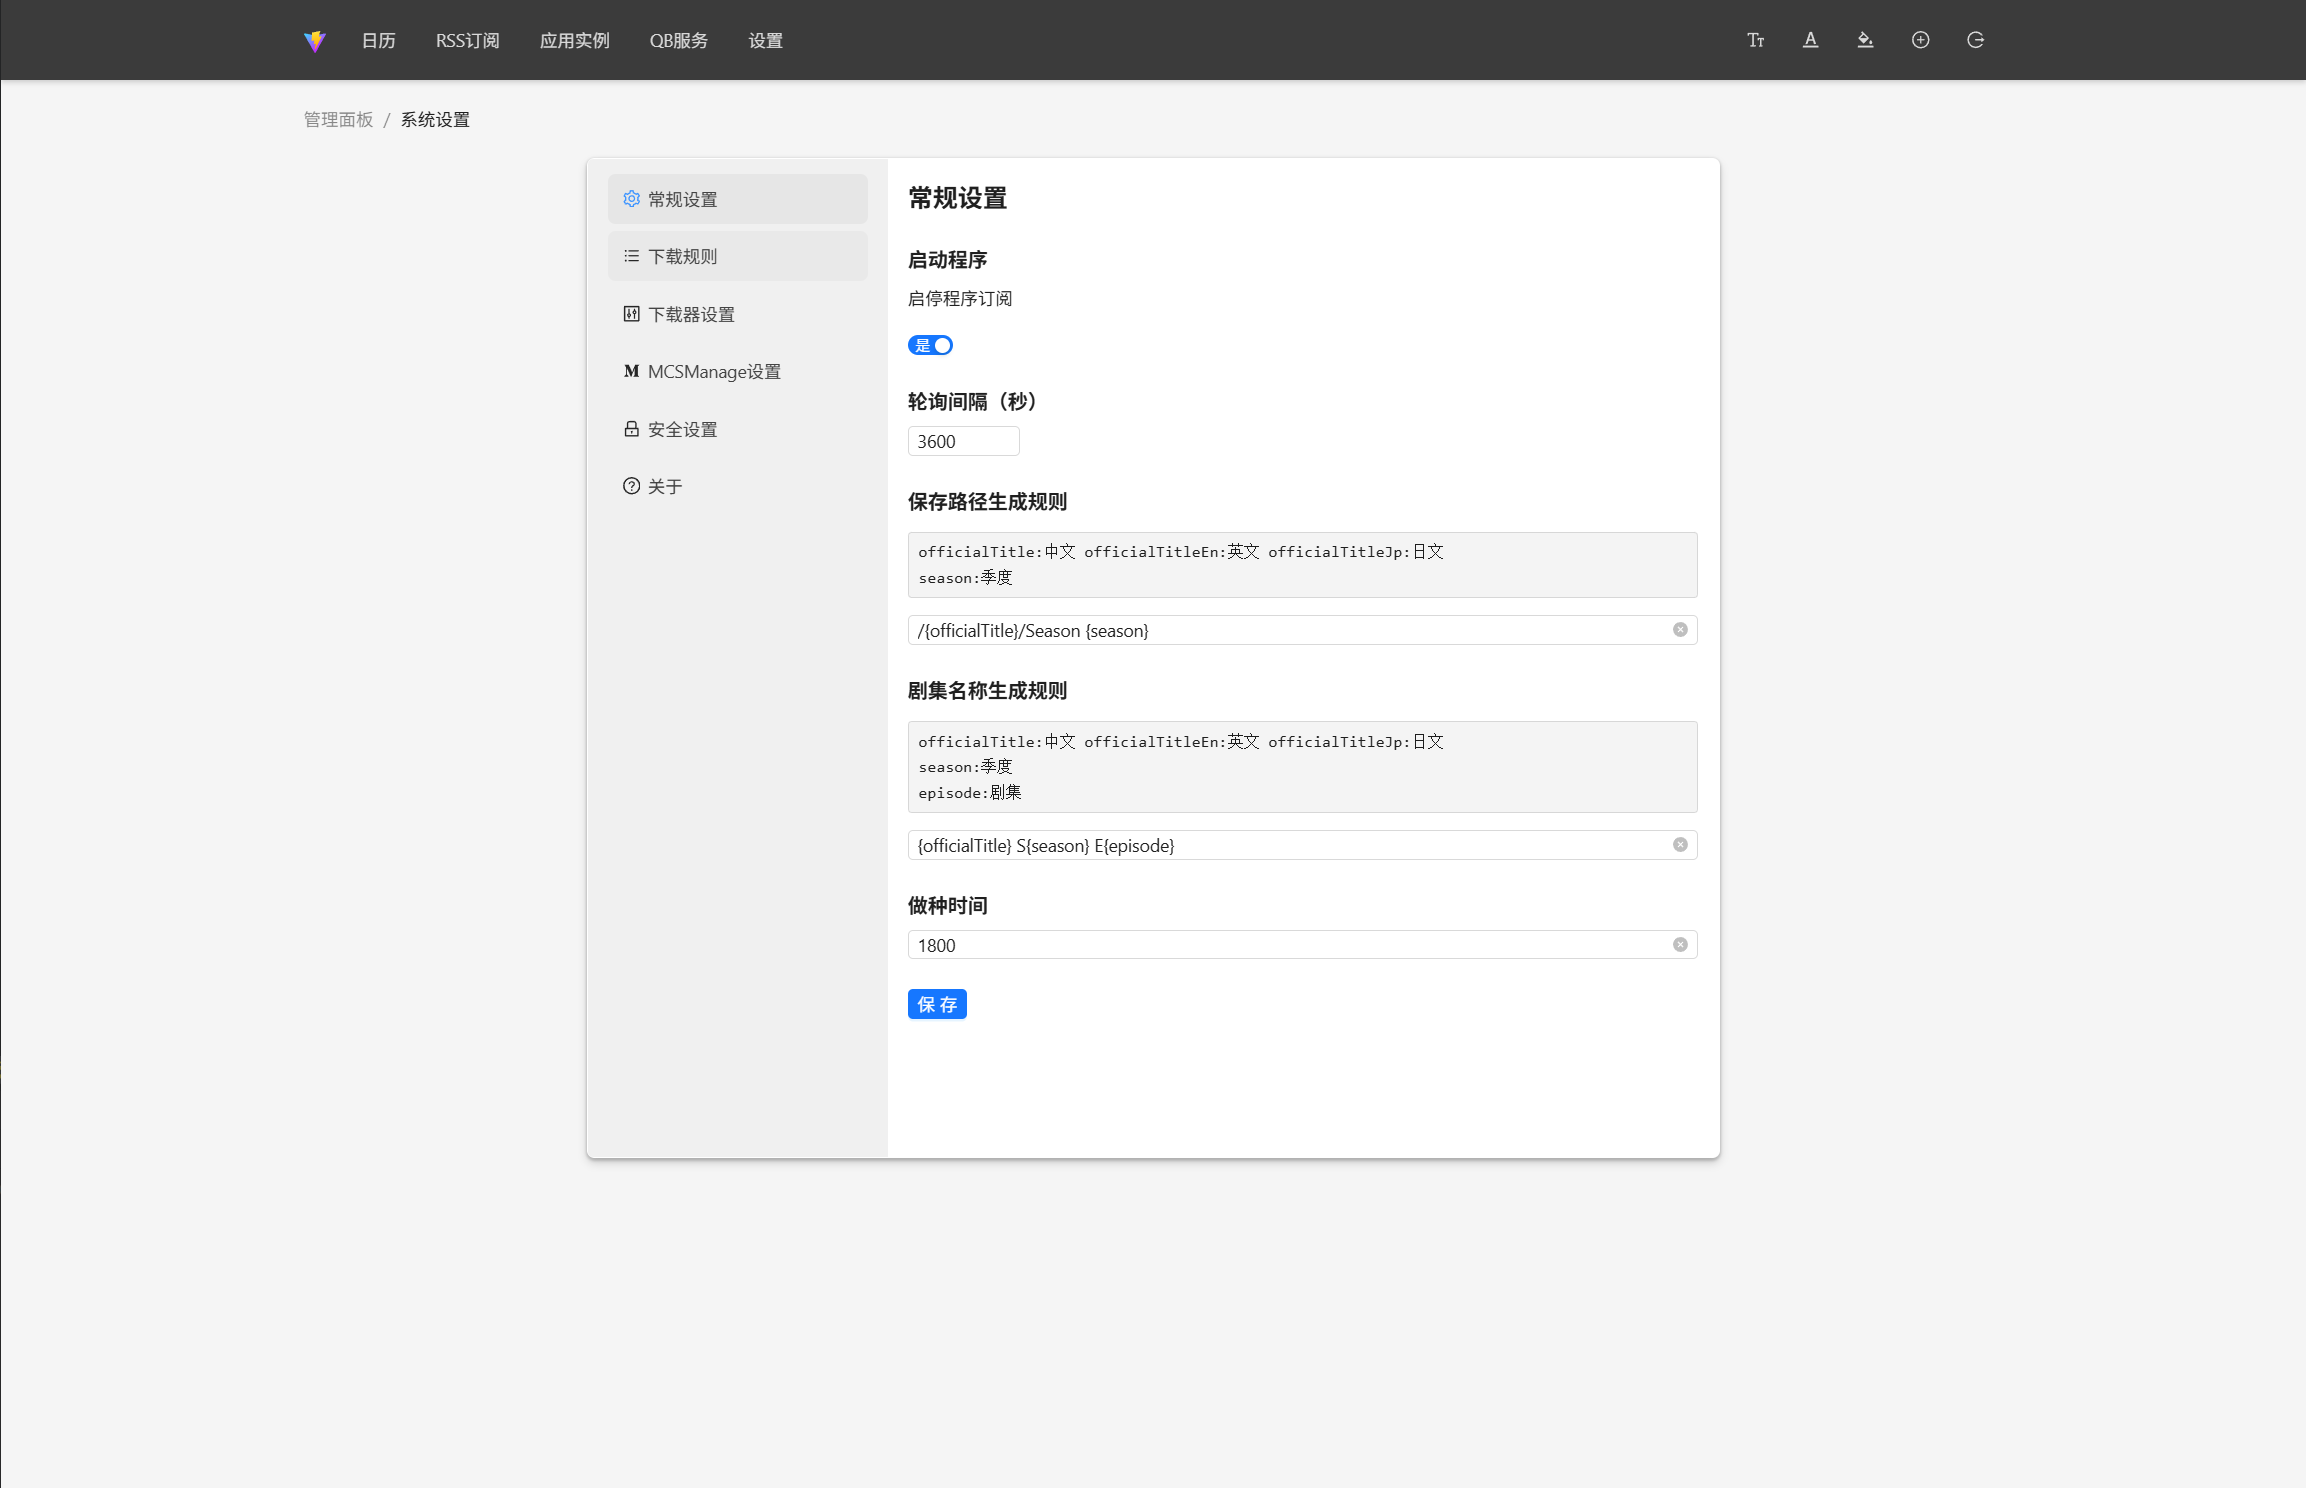 日历 RSS订阅 应用实例 QB服务 设置
管理面板 / 系统设置
常规设置
下载规则
下载器设置
MCSManage设置
安全设置
关于
常规设置
启动程序
启停程序订阅
是
轮询间隔（秒）
3600
保存路径生成规则
officialTitle:中文 officialTitleEn:英文 officialTitleJp:日文
season:季度
/{officialTitle}/Season {season}
剧集名称生成规则
officialTitle:中文 officialTitleEn:英文 officialTitleJp:日文
season:季度
episode:剧集
{officialTitle} S{season} E{episode}
做种时间
1800
保 存